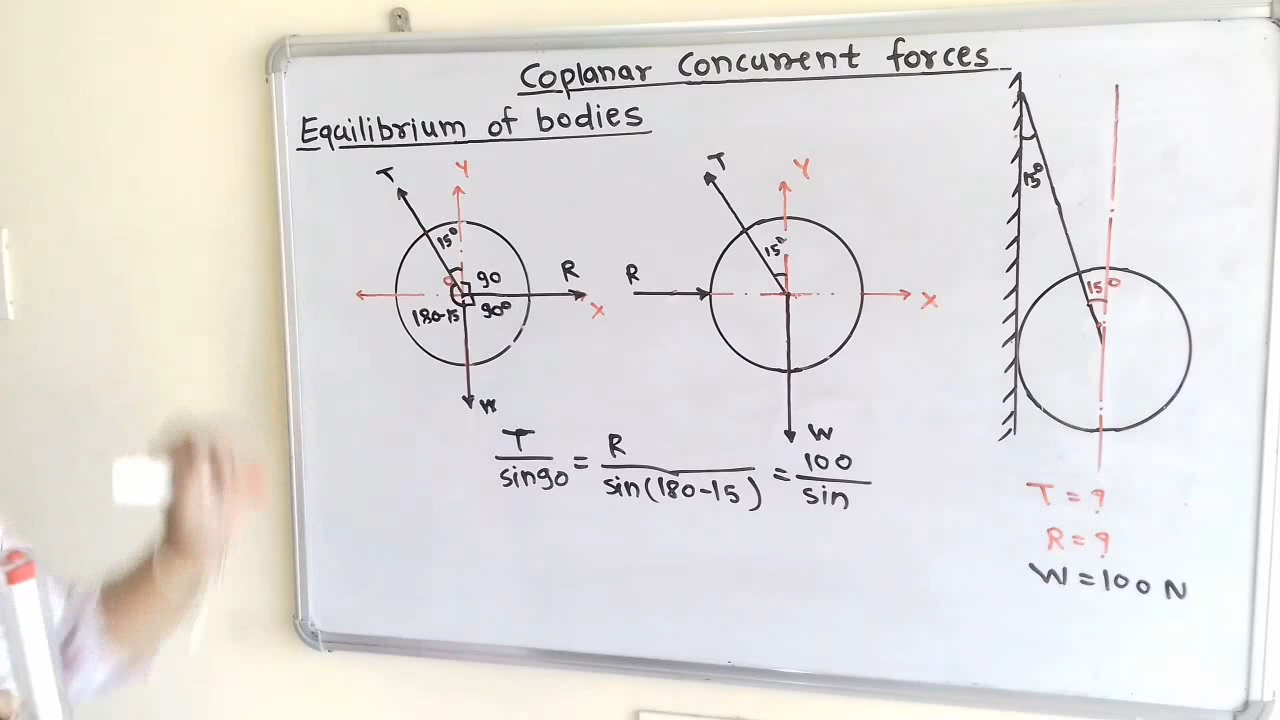 Coplanar Concurrent forces
Equilibrium of bodies
T
Y
15°
90
R
X
180-15
90°
W
T
Y
15°
R
X
W
15°
15°
T/sin90 = R/sin(180-15) = 100/sin
T = ?
R = ?
W = 100 N